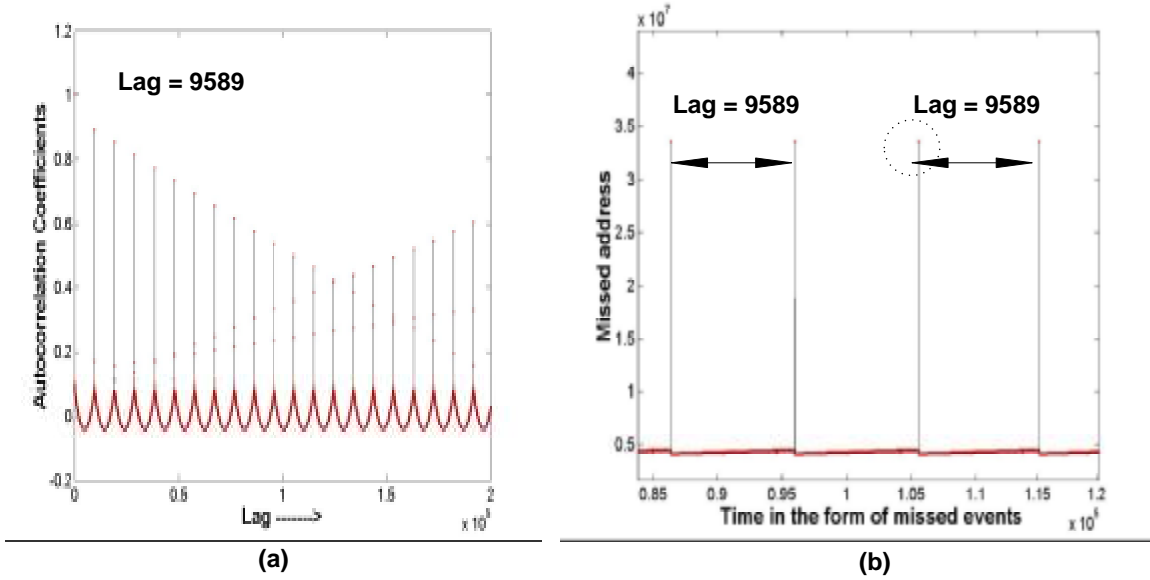 1.2
1
0.8
0.6
0.4
0.2
0
-0.2
Autocorrelation Coefficients
Lag = 9589
0 0.5 1 1.5 2
Lag ------->
x 10⁵
(a)
x 10⁷
4
3.5
3
2.5
2
1.5
1
0.5
Missed address
Lag = 9589 Lag = 9589
0.85 0.9 0.95 1 1.05 1.1 1.15 1.2
Time in the form of missed events
(b)